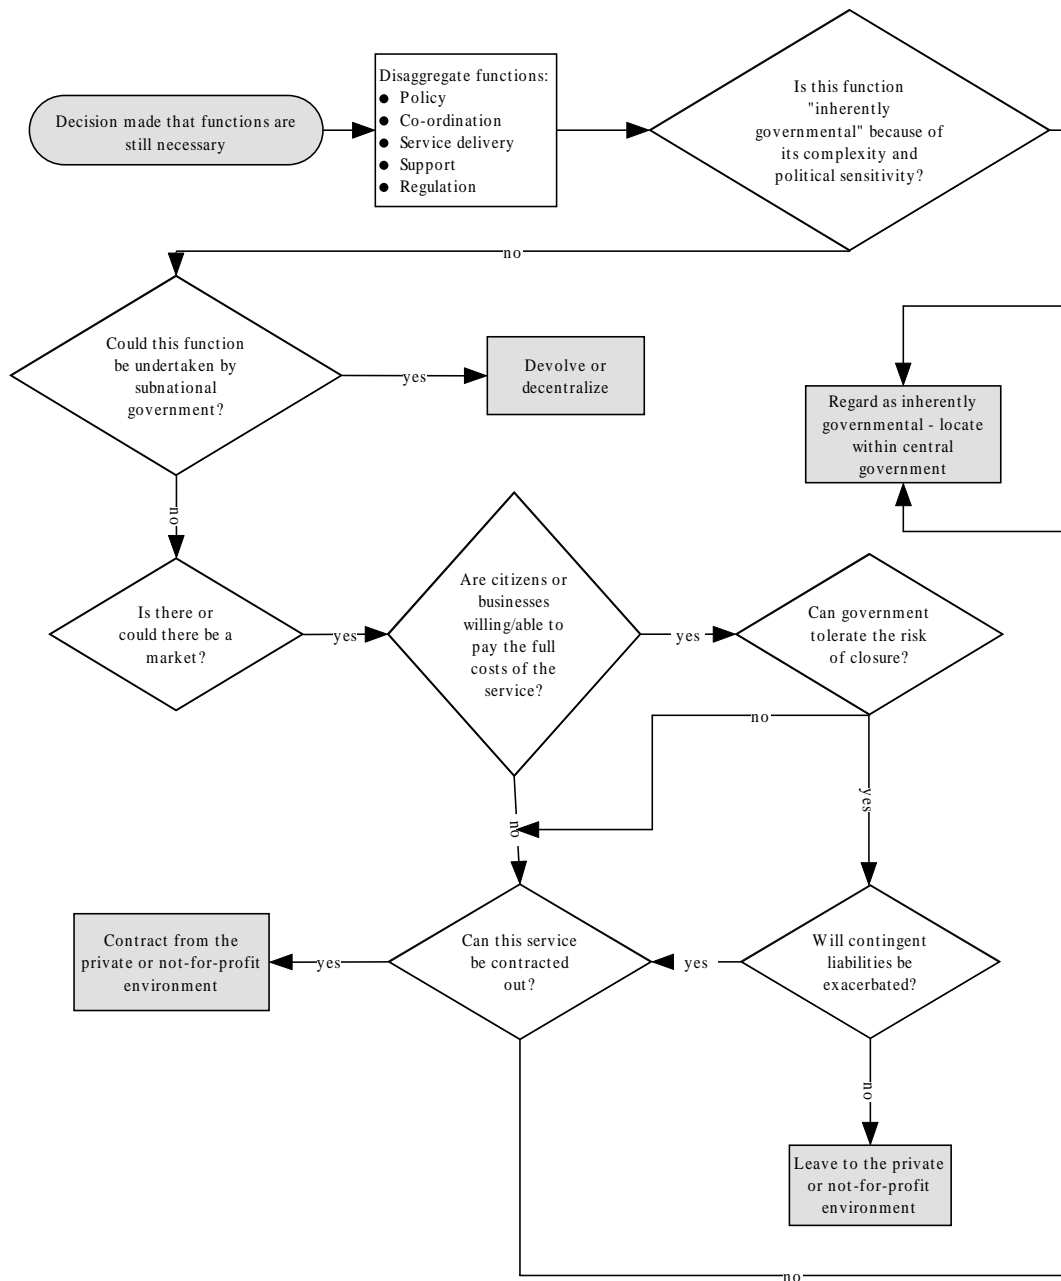 Decision made that functions are
still necessary
Disaggregate functions:
● Policy
● Co-ordination
● Service delivery
● Support
● Regulation
Is this function
"inherently
governmental" because of
its complexity and
political sensitivity?
no
Could this function
be undertaken by
subnational
government?
yes
Devolve or
decentralize
Regard as inherently
governmental - locate
within central
government
no
Is there or
could there be a
market?
yes
Are citizens or
businesses
willing/able to
pay the full
costs of the
service?
yes
Can government
tolerate the risk
of closure?
no
yes
no
Contract from the
private or not-for-profit
environment
yes
Can this service
be contracted
out?
yes
Will contingent
liabilities be
exacerbated?
no
Leave to the private
or not-for-profit
environment
no